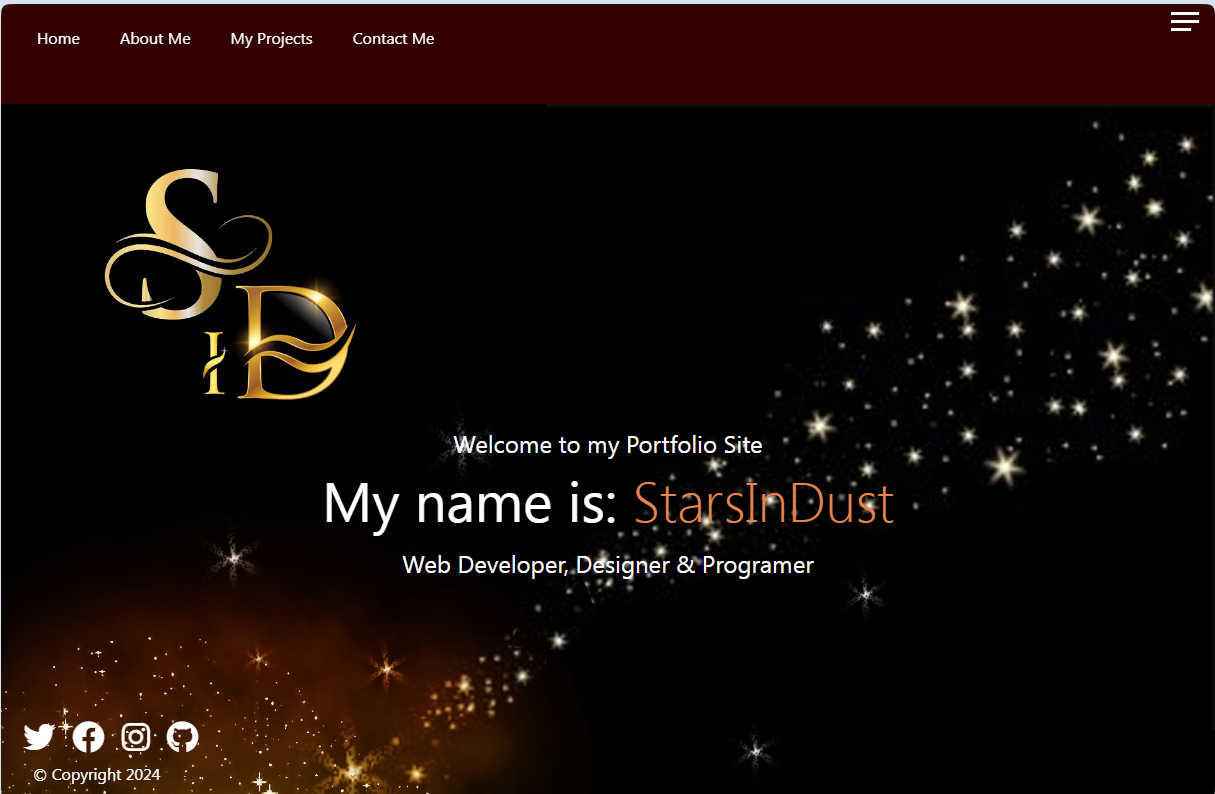 Home About Me My Projects Contact Me
S
I D
Welcome to my Portfolio Site
My name is: StarsInDust
Web Developer, Designer & Programer
© Copyright 2024